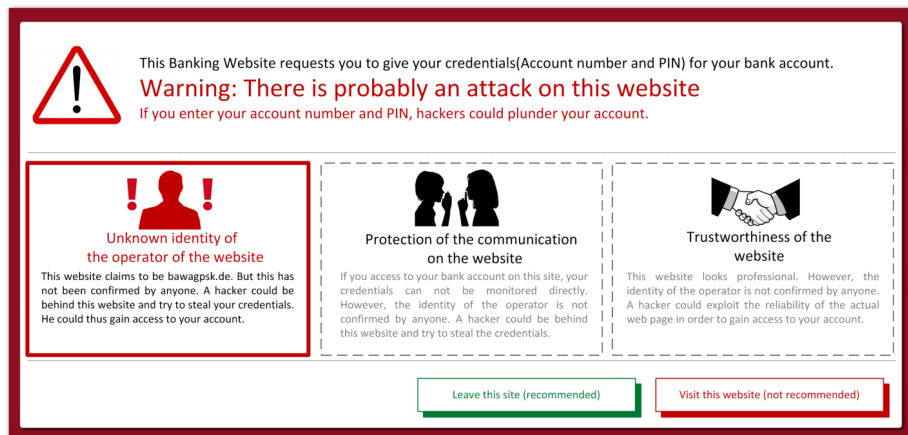 This Banking Website requests you to give your credentials(Account number and PIN) for your bank account.
Warning: There is probably an attack on this website
If you enter your account number and PIN, hackers could plunder your account.
Unknown identity of
the operator of the website
This website claims to be bawagpsk.de. But this has
not been confirmed by anyone. A hacker could be
behind this website and try to steal your credentials.
He could thus gain access to your account.
Protection of the communication
on the website
If you access to your bank account on this site, your
credentials can not be monitored directly.
However, the identity of the operator is not
confirmed by anyone. A hacker could be behind
this website and try to steal the credentials.
Trustworthiness of the
website
This website looks professional. However, the
identity of the operator is not confirmed by anyone.
A hacker could exploit the reliability of the actual
web page in order to gain access to your account.
Leave this site (recommended)
Visit this website (not recommended)